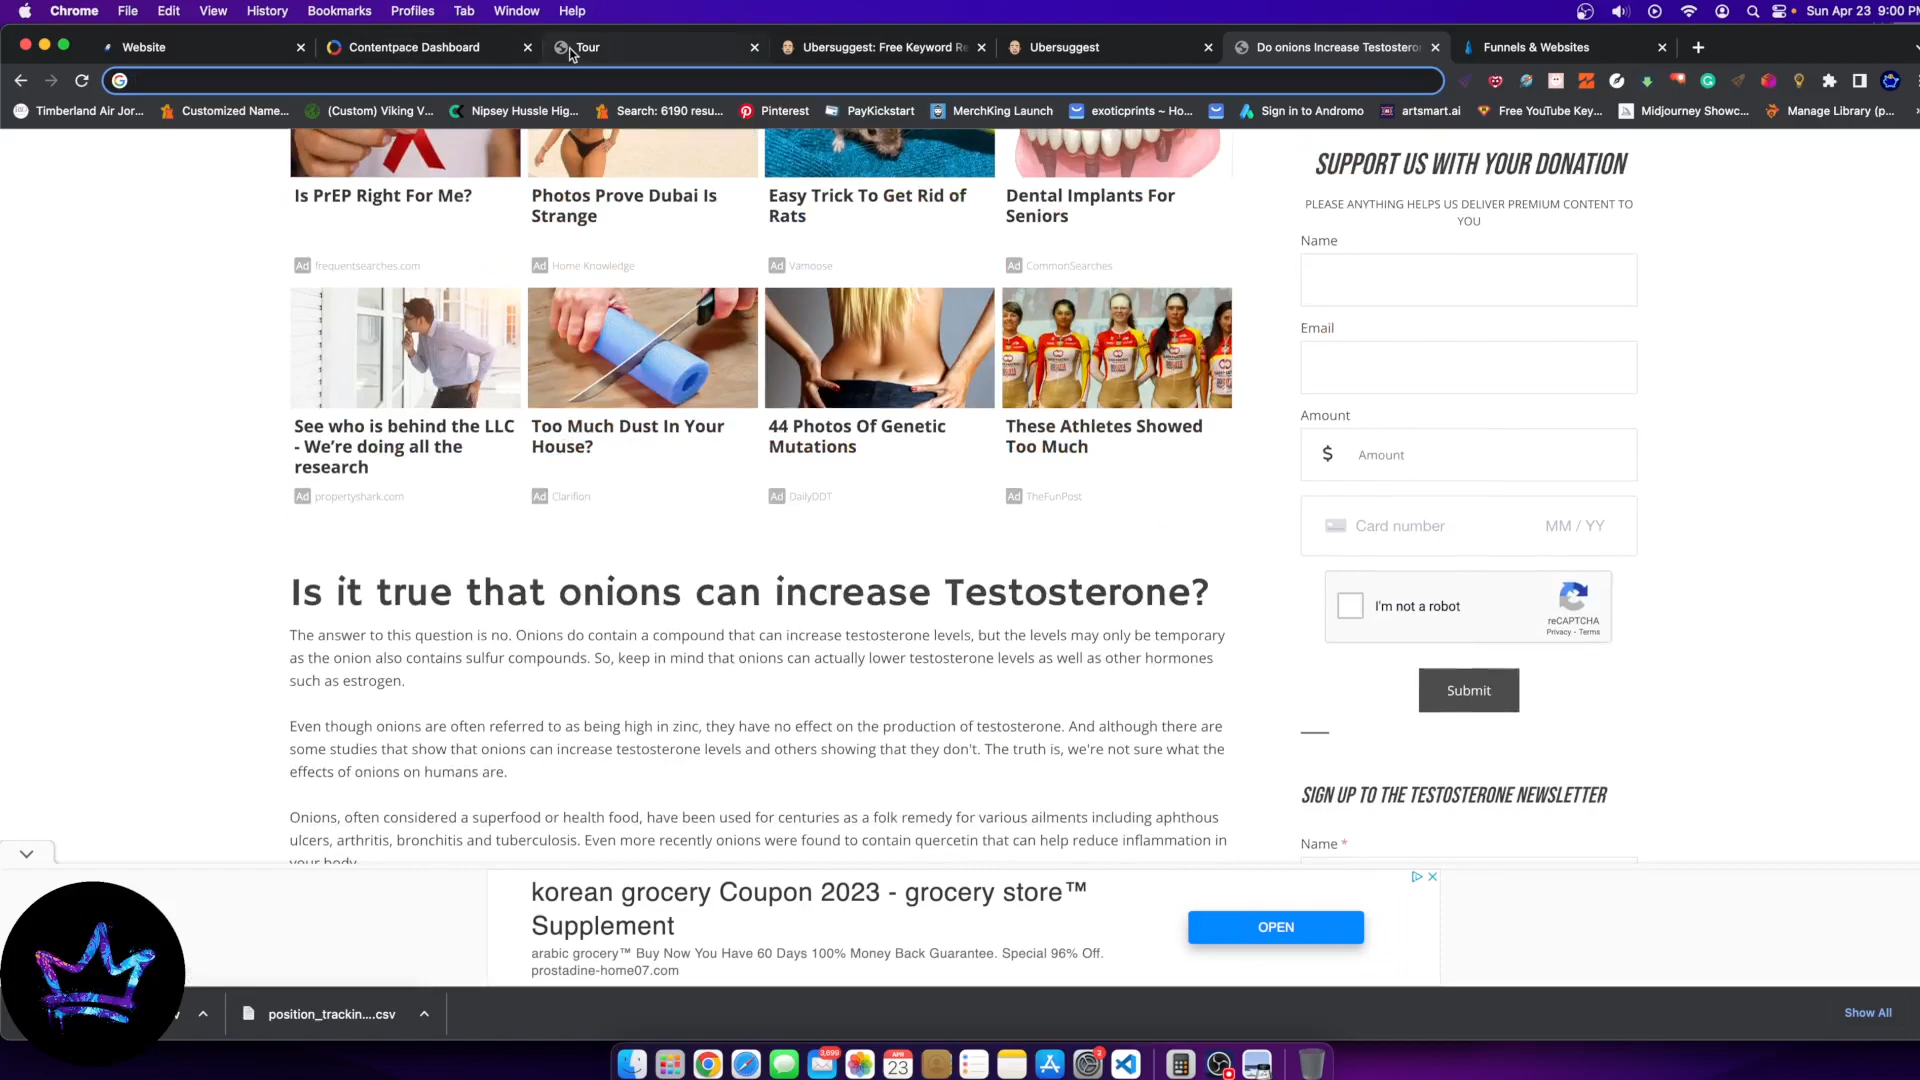 Chrome File Edit View History Bookmarks Profiles Tab Window Help Sun Apr 23 9:00 PM
Website Contentpace Dashboard Tour Ubersuggest: Free Keyword Re Ubersuggest Do onions Increase Testosteron Funnels & Websites
Timberland Air Jor... Customized Name... (Custom) Viking V... Nipsey Hussle Hig... Search: 6190 resu... Pinterest PayKickstart MerchKing Launch exoticprints ~ Ho... Sign in to Andromo artsmart.ai Free YouTube Key... Midjourney Showc... Manage Library (p...
Is PrEP Right For Me?
Ad frequentsearches.com
Photos Prove Dubai Is
Strange
Ad Home Knowledge
Easy Trick To Get Rid of
Rats
Ad Vamoose
Dental Implants For
Seniors
Ad CommonSearches
See who is behind the LLC
- We're doing all the
research
Ad propertyshark.com
Too Much Dust In Your
House?
Ad Clarifion
44 Photos Of Genetic
Mutations
Ad DailyDDT
These Athletes Showed
Too Much
Ad TheFunPost
Is it true that onions can increase Testosterone?
The answer to this question is no. Onions do contain a compound that can increase testosterone levels, but the levels may only be temporary
as the onion also contains sulfur compounds. So, keep in mind that onions can actually lower testosterone levels as well as other hormones
such as estrogen.
Even though onions are often referred to as being high in zinc, they have no effect on the production of testosterone. And although there are
some studies that show that onions can increase testosterone levels and others showing that they don't. The truth is, we're not sure what the
effects of onions on humans are.
Onions, often considered a superfood or health food, have been used for centuries as a folk remedy for various ailments including aphthous
ulcers, arthritis, bronchitis and tuberculosis. Even more recently onions were found to contain quercetin that can help reduce inflammation in
your body.
SUPPORT US WITH YOUR DONATION
PLEASE ANYTHING HELPS US DELIVER PREMIUM CONTENT TO
YOU
Name
Email
Amount
$ Amount
Card number MM / YY
I'm not a robot
reCAPTCHA
Privacy - Terms
Submit
SIGN UP TO THE TESTOSTERONE NEWSLETTER
Name *
korean grocery Coupon 2023 - grocery store™
Supplement
arabic grocery™ Buy Now You Have 60 Days 100% Money Back Guarantee. Special 96% Off.
prostadine-home07.com
OPEN
position_trackin....csv
Show All
3,699
APR
23
2